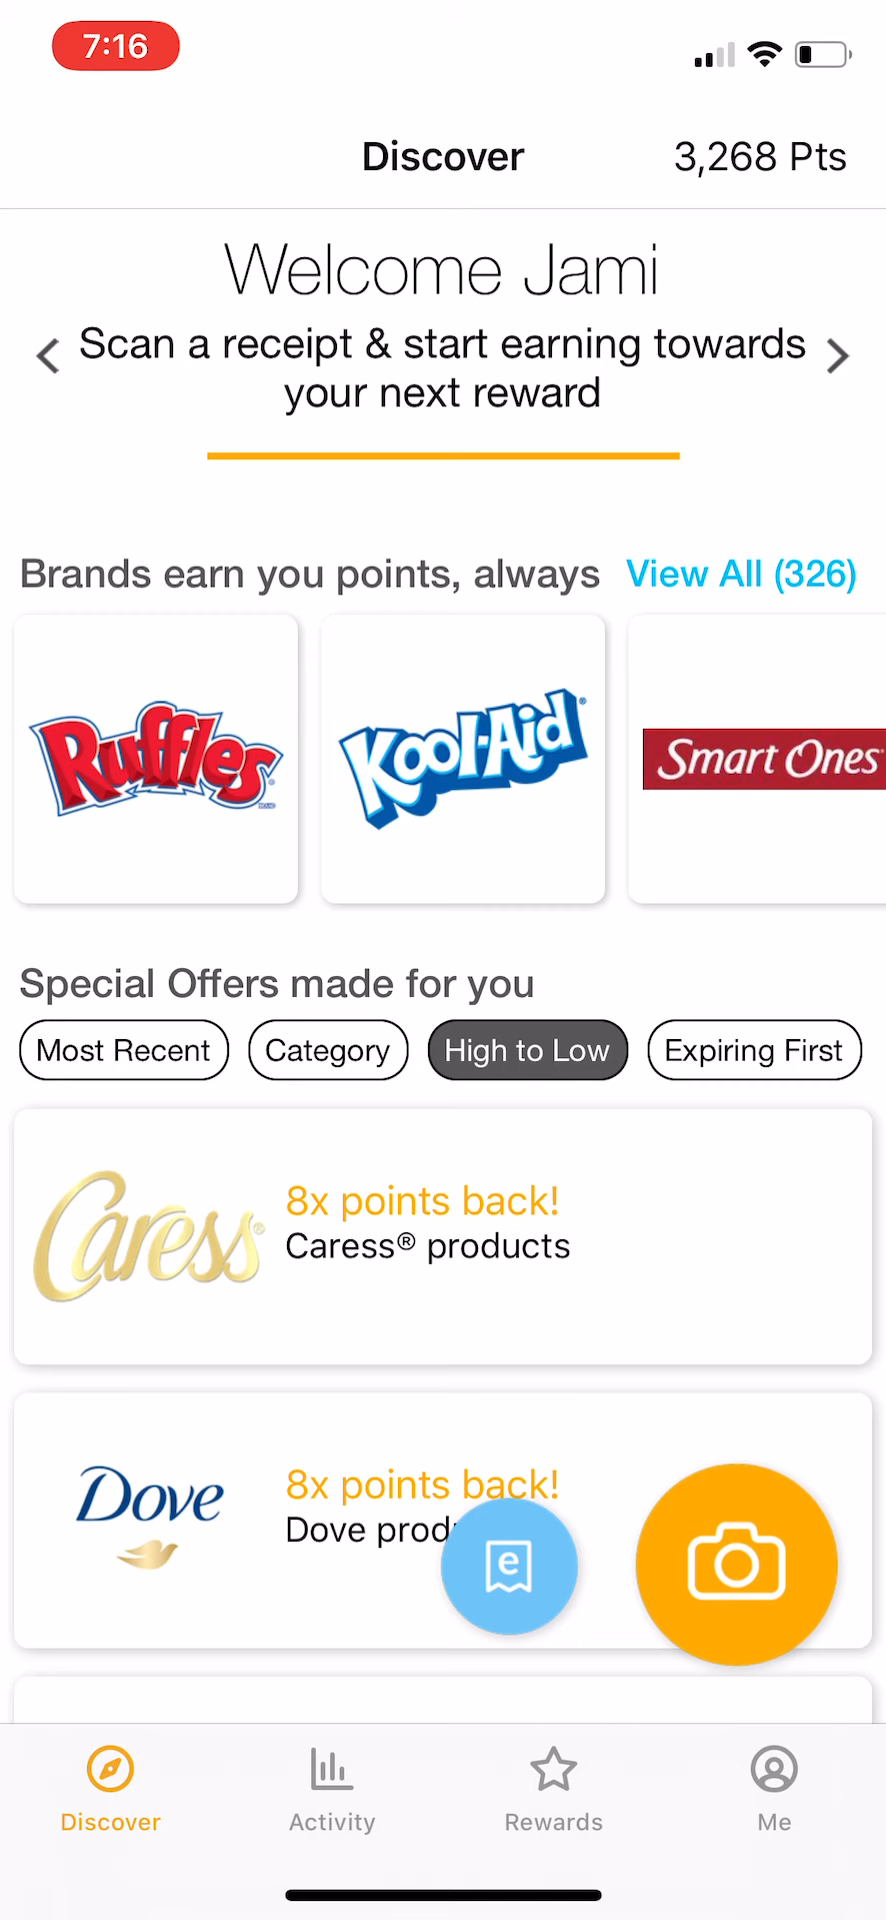 7:16
Discover
3,268 Pts
Welcome Jami
Scan a receipt & start earning towards
your next reward
Brands earn you points, always
View All (326)
Ruffles
Kool-Aid
Smart Ones
Special Offers made for you
Most Recent
Category
High to Low
Expiring First
Caress
8x points back!
Caress® products
Dove
8x points back!
Dove prod
e
Discover
Activity
Rewards
Me